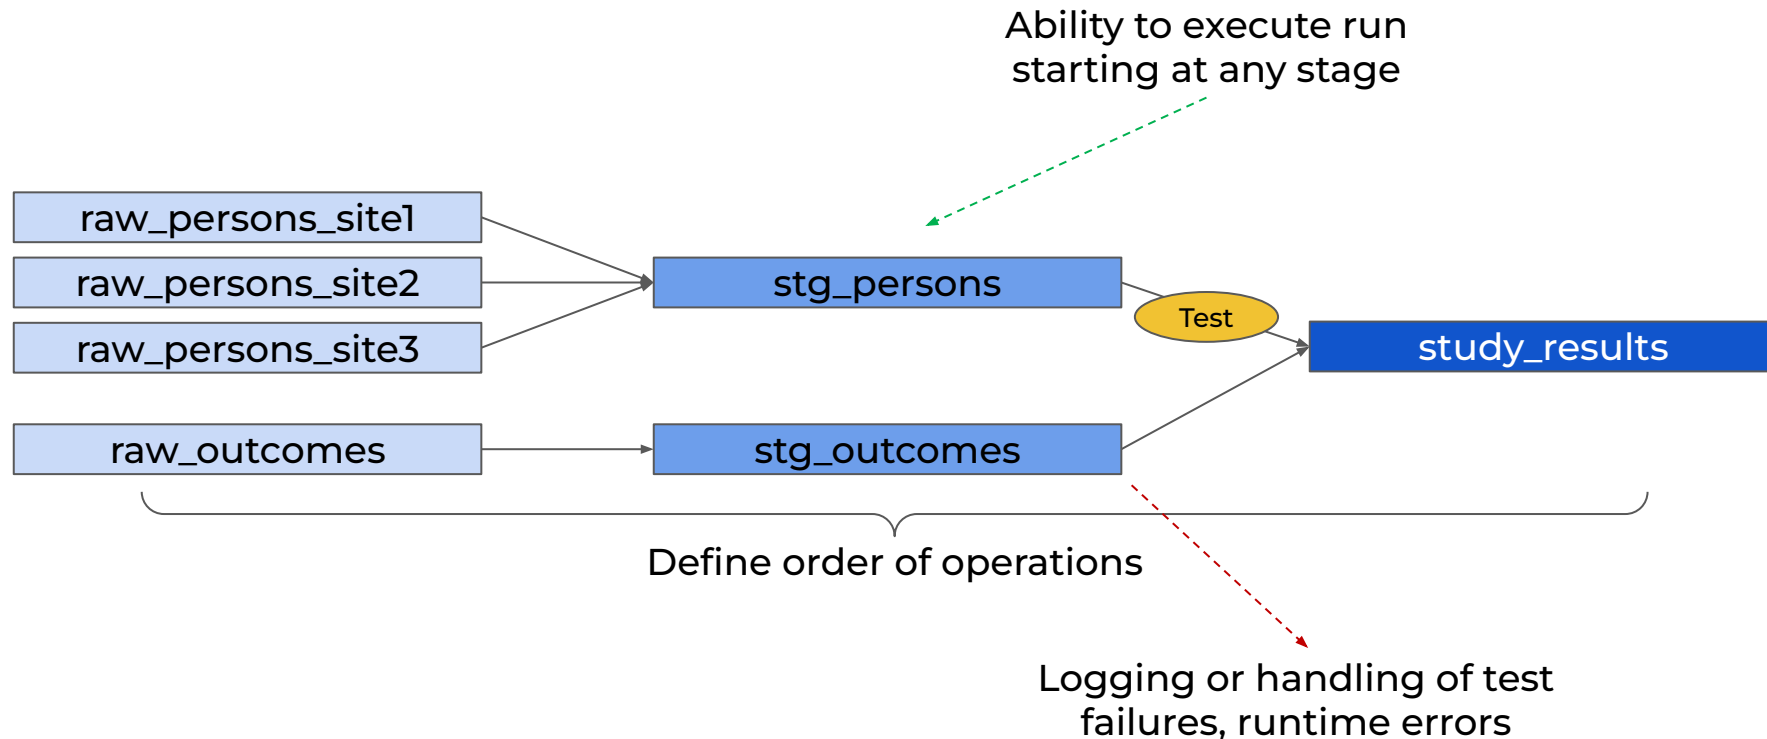 Ability to execute run
starting at any stage
raw_persons_site1
raw_persons_site2
raw_persons_site3
stg_persons
Test
study_results
raw_outcomes
stg_outcomes
Define order of operations
Logging or handling of test
failures, runtime errors